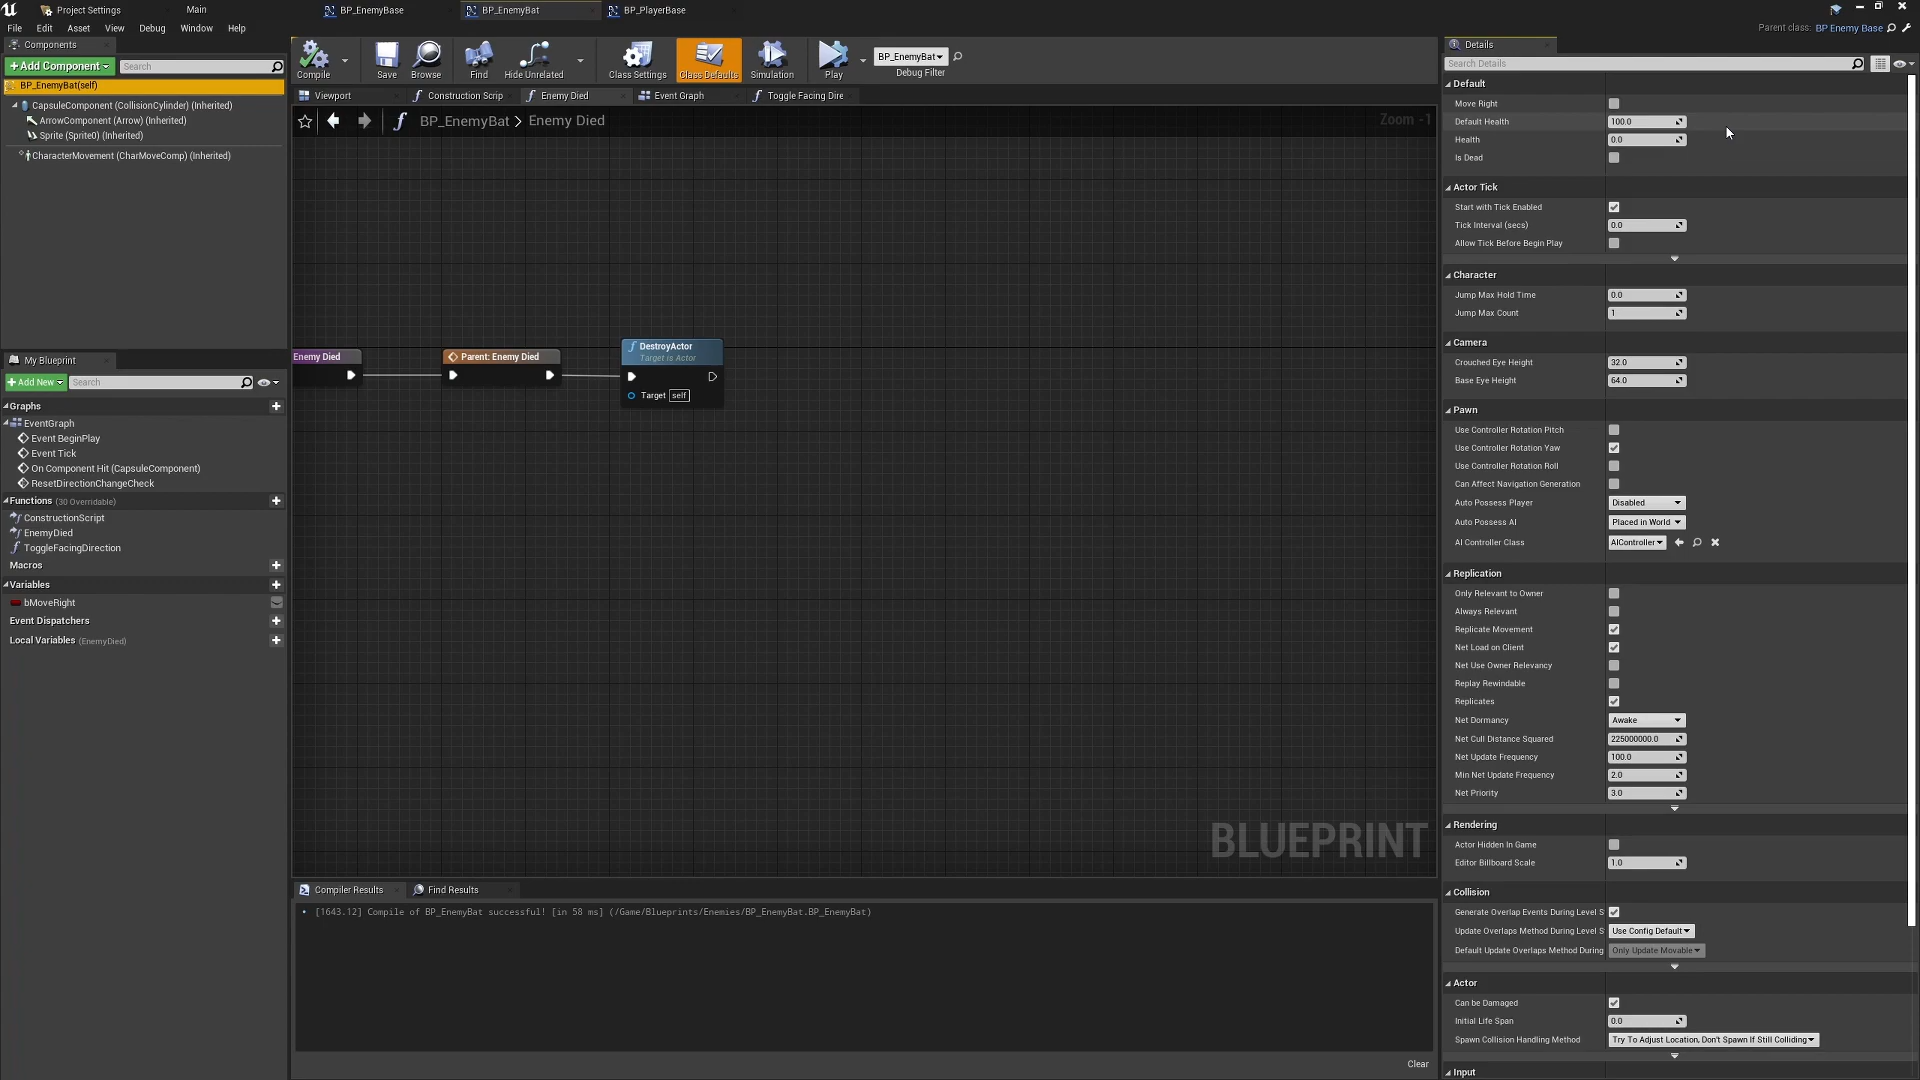 Project Settings
Main
BP_EnemyBase
BP_EnemyBat
BP_PlayerBase
File
Edit
Asset
View
Debug
Window
Help
Parent class: BP Enemy Base
Components
+Add Component
Search
BP_EnemyBat(self)
CapsuleComponent (CollisionCylinder) (Inherited)
ArrowComponent (Arrow) (Inherited)
Sprite (Sprite0) (Inherited)
CharacterMovement (CharMoveComp) (Inherited)
My Blueprint
+Add New
Search
Graphs
EventGraph
Event BeginPlay
Event Tick
On Component Hit (CapsuleComponent)
ResetDirectionChangeCheck
Functions (30 Overridable)
ConstructionScript
EnemyDied
ToggleFacingDirection
Macros
Variables
bMoveRight
Event Dispatchers
Local Variables (EnemyDied)
Compile
Save
Browse
Find
Hide Unrelated
Class Settings
Class Defaults
Simulation
Play
BP_EnemyBat
Debug Filter
Viewport
Construction Scrip
Enemy Died
Event Graph
Toggle Facing Dire
BP_EnemyBat > Enemy Died
Zoom -1
Enemy Died
Parent: Enemy Died
DestroyActor
Target is Actor
Target self
BLUEPRINT
Compiler Results
Find Results
[1643.12] Compile of BP_EnemyBat successful! [in 58 ms] (/Game/Blueprints/Enemies/BP_EnemyBat.BP_EnemyBat)
Clear
Details
Search Details
Default
Move Right
Default Health 100.0
Health 0.0
Is Dead
Actor Tick
Start with Tick Enabled
Tick Interval (secs) 0.0
Allow Tick Before Begin Play
Character
Jump Max Hold Time 0.0
Jump Max Count 1
Camera
Crouched Eye Height 32.0
Base Eye Height 64.0
Pawn
Use Controller Rotation Pitch
Use Controller Rotation Yaw
Use Controller Rotation Roll
Can Affect Navigation Generation
Auto Possess Player Disabled
Auto Possess AI Placed in World
AI Controller Class AIController
Replication
Only Relevant to Owner
Always Relevant
Replicate Movement
Net Load on Client
Net Use Owner Relevancy
Replay Rewindable
Replicates
Net Dormancy Awake
Net Cull Distance Squared 225000000.0
Net Update Frequency 100.0
Min Net Update Frequency 2.0
Net Priority 3.0
Rendering
Actor Hidden In Game
Editor Billboard Scale 1.0
Collision
Generate Overlap Events During Level S
Update Overlaps Method During Level S Use Config Default
Default Update Overlaps Method During Only Update Movable
Actor
Can be Damaged
Initial Life Span 0.0
Spawn Collision Handling Method Try To Adjust Location, Don't Spawn If Still Colliding
Input